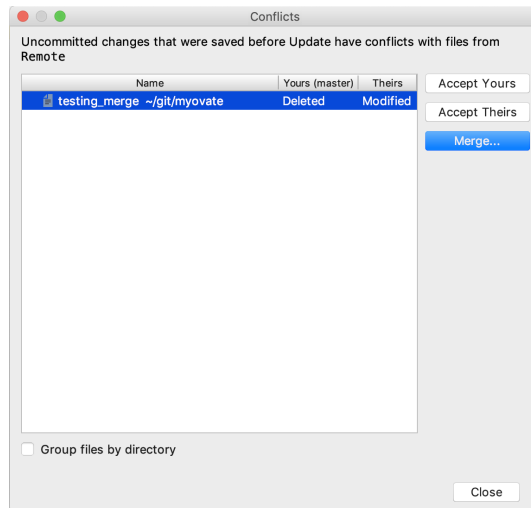 Conflicts
Uncommitted changes that were saved before Update have conflicts with files from
Remote
Name Yours (master) Theirs
testing_merge ~/git/myovate Deleted Modified
Accept Yours
Accept Theirs
Merge...
Group files by directory
Close